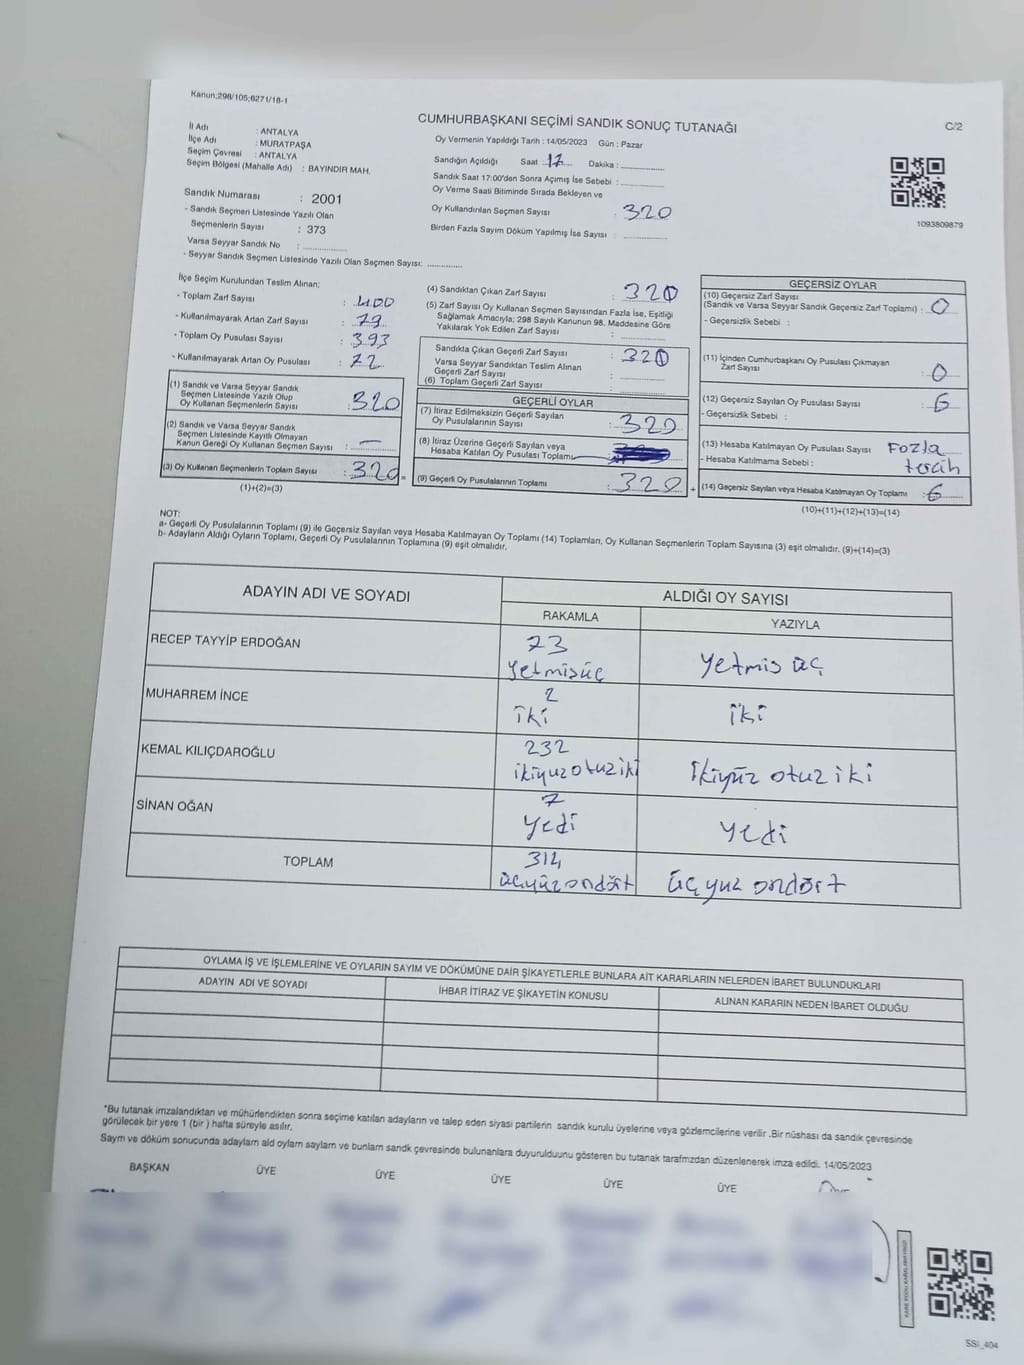 Kanun;298/105;6271/18-1
CUMHURBAŞKANI SEÇİMİ SANDIK SONUÇ TUTANAĞI
C/2
İl Adı : ANTALYA
İlçe Adı : MURATPAŞA
Seçim Çevresi : ANTALYA
Seçim Bölgesi (Mahalle Adı) : BAYINDIR MAH.
Sandık Numarası : 2001
- Sandık Seçmen Listesinde Yazılı Olan
Seçmenlerin Sayısı : 373
Varsa Seyyar Sandık No : ............
- Seyyar Sandık Seçmen Listesinde Yazılı Olan Seçmen Sayısı: ............
Oy Vermenin Yapıldığı Tarih : 14/05/2023 Gün : Pazar
Sandığın Açıldığı Saat : 17 Dakika : ............
Sandık Saat 17:00'den Sonra Açımış İse Sebebi : ............
Oy Verme Saati Bitiminde Sırada Bekleyen ve
Oy Kullandırılan Seçmen Sayısı : 320
Birden Fazla Sayım Döküm Yapılmış İse Sayısı : ............
1093809879
İlçe Seçim Kurulundan Teslim Alınan;
- Toplam Zarf Sayısı : 400
- Kullanılmayarak Artan Zarf Sayısı : 79
- Toplam Oy Pusulası Sayısı : 393
- Kullanılmayarak Artan Oy Pusulası : 72
(1) Sandık ve Varsa Seyyar Sandık
Seçmen Listesinde Yazılı Olup
Oy Kullanan Seçmenlerin Sayısı : 320
(2) Sandık ve Varsa Seyyar Sandık
Seçmen Listesinde Kayıtlı Olmayan
Kanun Gereği Oy Kullanan Seçmen Sayısı : —
(3) Oy Kullanan Seçmenlerin Toplam Sayısı : 320 =
(1)+(2)=(3)
(4) Sandıktan Çıkan Zarf Sayısı : 320
(5) Zarf Sayısı Oy Kullanan Seçmen Sayısından Fazla İse, Eşitliği
Sağlamak Amacıyla; 298 Sayılı Kanunun 98. Maddesine Göre
Yakılarak Yok Edilen Zarf Sayısı : ............
Sandıkta Çıkan Geçerli Zarf Sayısı : 320
Varsa Seyyar Sandıktan Teslim Alınan
Geçerli Zarf Sayısı : ............
(6) Toplam Geçerli Zarf Sayısı : ............
GEÇERLİ OYLAR
(7) İtiraz Edilmeksizin Geçerli Sayılan
Oy Pusulalarının Sayısı : 320
(8) İtiraz Üzerine Geçerli Sayılan veya
Hesaba Katılan Oy Pusulası Toplamı
(9) Geçerli Oy Pusulalarının Toplamı : 320 +
GEÇERSİZ OYLAR
(10) Geçersiz Zarf Sayısı
(Sandık ve Varsa Seyyar Sandık Geçersiz Zarf Toplamı) : 0
- Geçersizlik Sebebi :
(11) İçinden Cumhurbaşkanı Oy Pusulası Çıkmayan
Zarf Sayısı : 0
(12) Geçersiz Sayılan Oy Pusulası Sayısı : 6
- Geçersizlik Sebebi :
(13) Hesaba Katılmayan Oy Pusulası Sayısı Fozla
- Hesaba Katılmama Sebebi : tercih
(14) Geçersiz Sayılan veya Hesaba Katılmayan Oy Toplamı : 6
(10)+(11)+(12)+(13)=(14)
NOT:
a- Geçerli Oy Pusulalarının Toplamı (9) ile Geçersiz Sayılan veya Hesaba Katılmayan Oy Toplamı (14) Toplamları, Oy Kullanan Seçmenlerin Toplam Sayısına (3) eşit olmalıdır. (9)+(14)=(3)
b- Adayların Aldığı Oyların Toplamı, Geçerli Oy Pusulalarının Toplamına (9) eşit olmalıdır.
ADAYIN ADI VE SOYADI
ALDIĞI OY SAYISI
RAKAMLA
YAZIYLA
RECEP TAYYİP ERDOĞAN 73
yetmisüç yetmis üç
MUHARREM İNCE 2
iki iki
KEMAL KILIÇDAROĞLU 232
ikiyuzotuziki ikiyüz otuz iki
SİNAN OĞAN 7
yedi yedi
TOPLAM 314
üçyüzondört üçyuz ondört
OYLAMA İŞ VE İŞLEMLERİNE VE OYLARIN SAYIM VE DÖKÜMÜNE DAİR ŞİKAYETLERLE BUNLARA AİT KARARLARIN NELERDEN İBARET BULUNDUKLARI
ADAYIN ADI VE SOYADI
İHBAR İTİRAZ VE ŞİKAYETİN KONUSU
ALINAN KARARIN NEDEN İBARET OLDUĞU
*Bu tutanak imzalandıktan ve mühürlendikten sonra seçime katılan adayların ve talep eden siyasi partilerin sandık kurulu üyelerine veya gözlemcilerine verilir .Bir nüshası da sandık çevresinde
görülecek bir yere 1 (bir ) hafta süreyle asılır.
Sayım ve döküm sonucunda adaylam ald oylam saylam ve bunlam sandk çevresinde bulunanlara duyurulduunu gösteren bu tutanak tarafmzdan düzenlenerek imza edildi. 14/05/2023
BAŞKAN ÜYE ÜYE ÜYE ÜYE ÜYE
SSİ_404